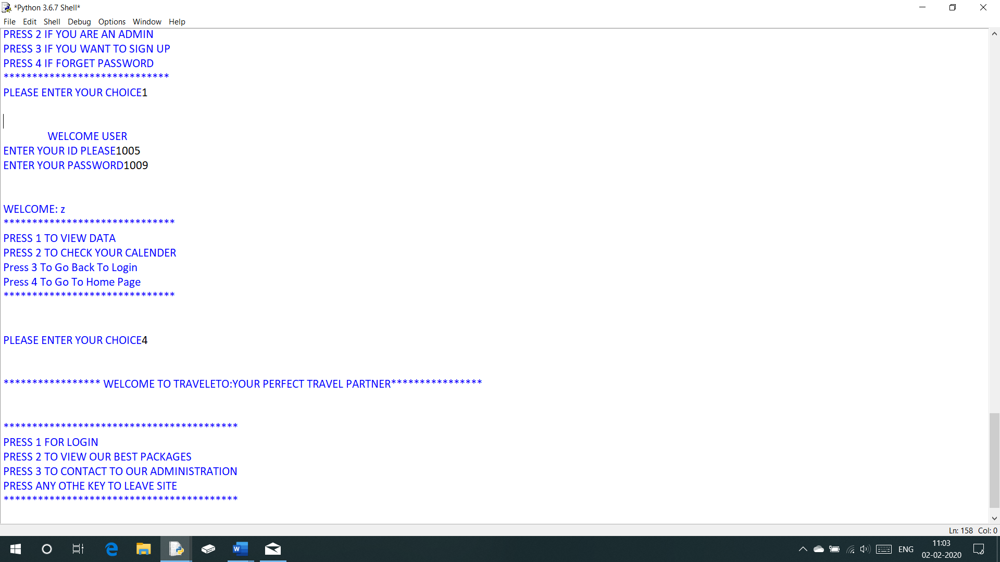 *Python 3.6.7 Shell*
File Edit Shell Debug Options Window Help
PRESS 2 IF YOU ARE AN ADMIN
PRESS 3 IF YOU WANT TO SIGN UP
PRESS 4 IF FORGET PASSWORD
*****************************
PLEASE ENTER YOUR CHOICE1
WELCOME USER
ENTER YOUR ID PLEASE1005
ENTER YOUR PASSWORD1009
WELCOME: z
******************************
PRESS 1 TO VIEW DATA
PRESS 2 TO CHECK YOUR CALENDER
Press 3 To Go Back To Login
Press 4 To Go To Home Page
******************************
PLEASE ENTER YOUR CHOICE4
***************** WELCOME TO TRAVELETO:YOUR PERFECT TRAVEL PARTNER****************
*****************************************
PRESS 1 FOR LOGIN
PRESS 2 TO VIEW OUR BEST PACKAGES
PRESS 3 TO CONTACT TO OUR ADMINISTRATION
PRESS ANY OTHE KEY TO LEAVE SITE
*****************************************
Ln: 158 Col: 0
ENG
11:03
02-02-2020